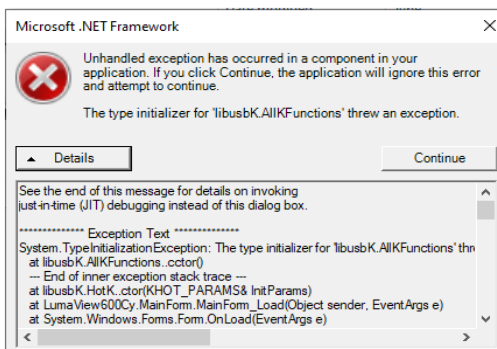 Microsoft .NET Framework
Unhandled exception has occurred in a component in your
application. If you click Continue, the application will ignore this error
and attempt to continue.
The type initializer for 'libusbK.AllKFunctions' threw an exception.
Details
Continue
See the end of this message for details on invoking
just-in-time (JIT) debugging instead of this dialog box.
************** Exception Text **************
System.TypeInitializationException: The type initializer for 'libusbK.AllKFunctions' thr
at libusbK.AllKFunctions..cctor()
--- End of inner exception stack trace ---
at libusbK.HotK..ctor(KHOT_PARAMS& InitParams)
at LumaView600Cy.MainForm.MainForm_Load(Object sender, EventArgs e)
at System.Windows.Forms.Form.OnLoad(EventArgs e)